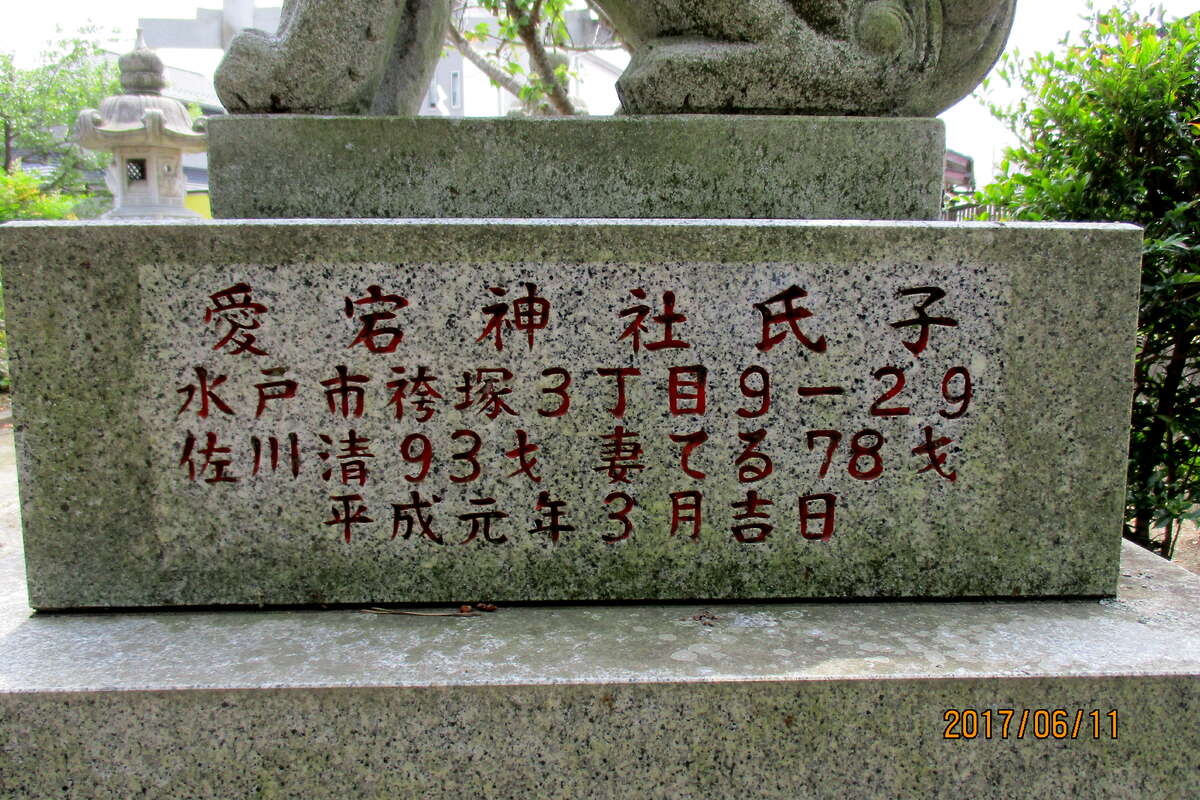 愛宕神社氏子
水戸市袴塚3丁目9-29
佐川清93才 妻てる78才
平成元年3月吉日
2017/06/11